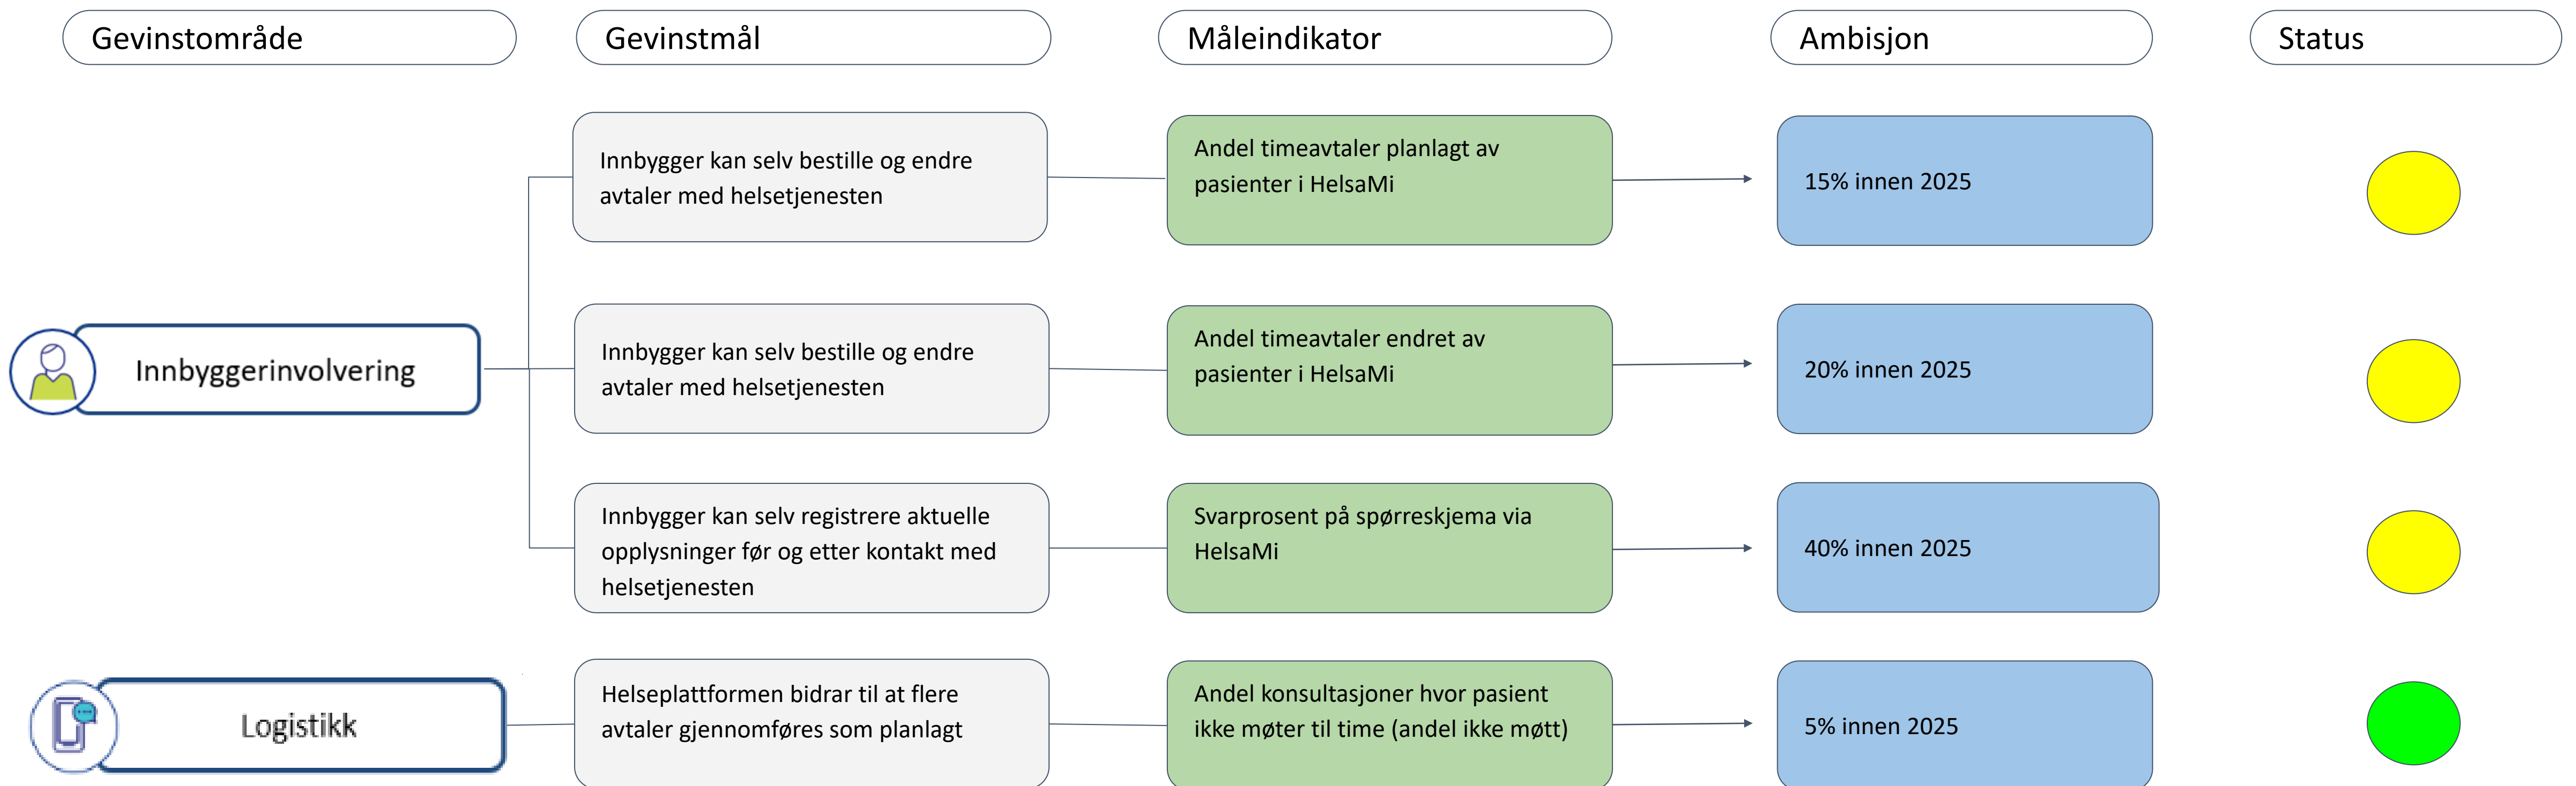 Gevinstområde
Gevinstmål
Måleindikator
Ambisjon
Status
Innbygger kan selv bestille og endre
avtaler med helsetjenesten
Andel timeavtaler planlagt av
pasienter i HelsaMi
15% innen 2025
Innbyggerinvolvering
Innbygger kan selv bestille og endre
avtaler med helsetjenesten
Andel timeavtaler endret av
pasienter i HelsaMi
20% innen 2025
Innbygger kan selv registrere aktuelle
opplysninger før og etter kontakt med
helsetjenesten
Svarprosent på spørreskjema via
HelsaMi
40% innen 2025
Logistikk
Helseplattformen bidrar til at flere
avtaler gjennomføres som planlagt
Andel konsultasjoner hvor pasient
ikke møter til time (andel ikke møtt)
5% innen 2025